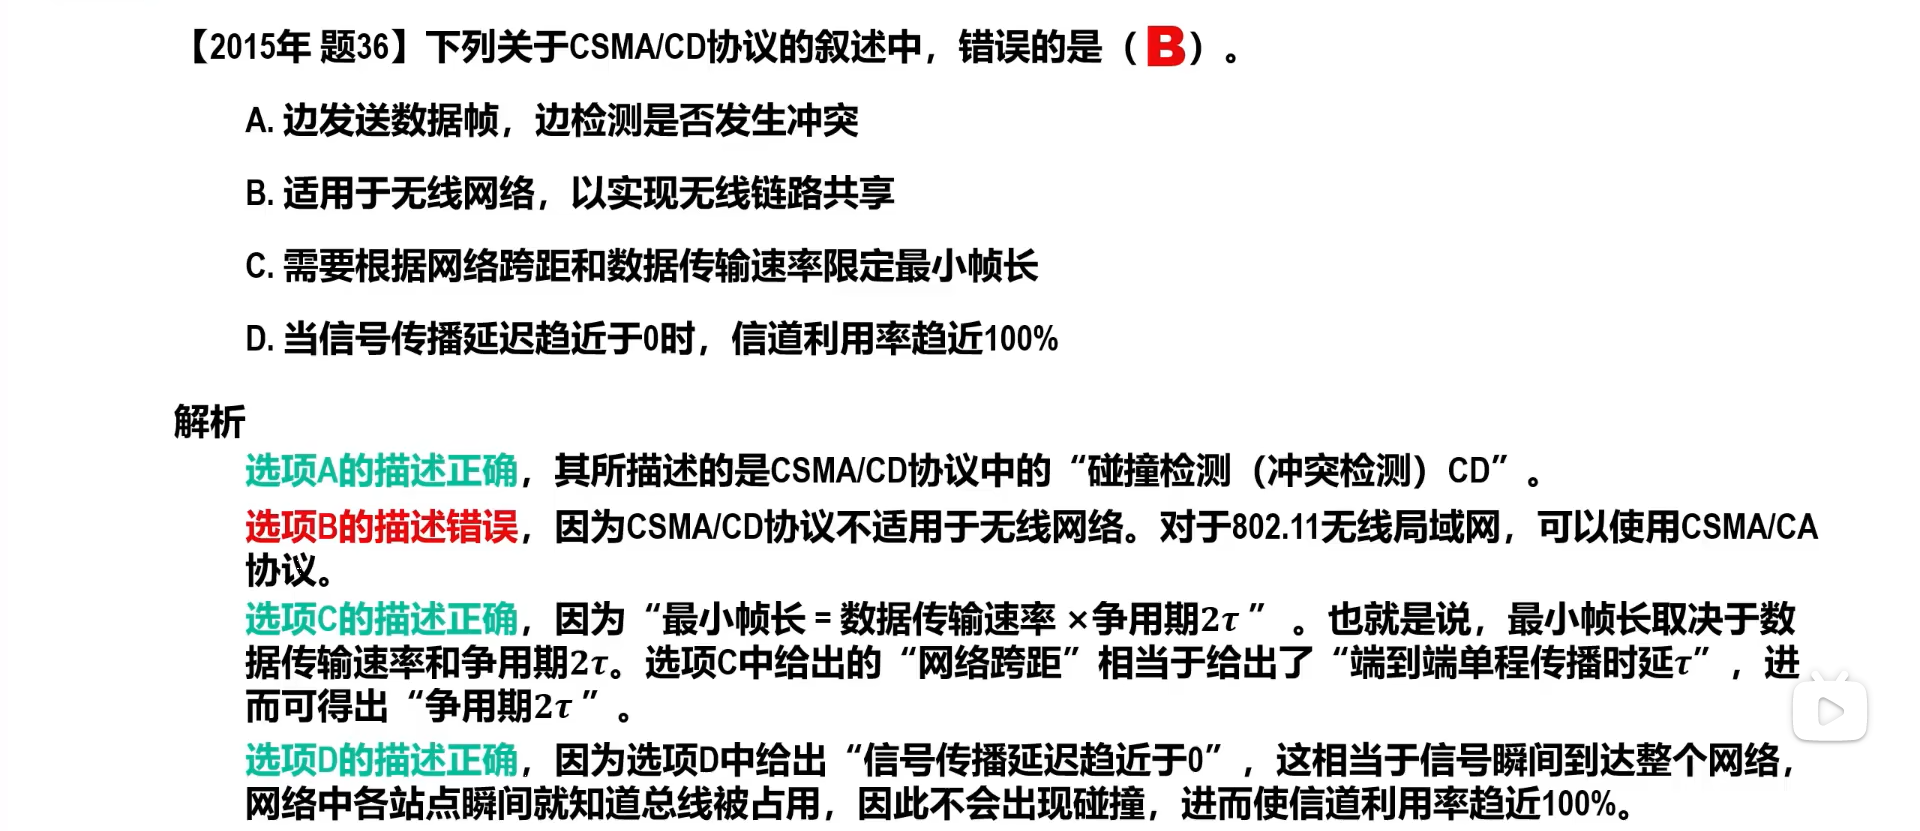 【2015年 题36】下列关于CSMA/CD协议的叙述中，错误的是（B）。
A. 边发送数据帧，边检测是否发生冲突
B. 适用于无线网络，以实现无线链路共享
C. 需要根据网络跨距和数据传输速率限定最小帧长
D. 当信号传播延迟趋近于0时，信道利用率趋近100%
解析
选项A的描述正确，其所描述的是CSMA/CD协议中的“碰撞检测（冲突检测）CD”。
选项B的描述错误，因为CSMA/CD协议不适用于无线网络。对于802.11无线局域网，可以使用CSMA/CA
协议。
选项C的描述正确，因为“最小帧长 = 数据传输速率 ×争用期2τ ”。也就是说，最小帧长取决于数
据传输速率和争用期2τ。选项C中给出的“网络跨距”相当于给出了“端到端单程传播时延τ”，进
而可得出“争用期2τ ”。
选项D的描述正确，因为选项D中给出“信号传播延迟趋近于0”，这相当于信号瞬间到达整个网络，
网络中各站点瞬间就知道总线被占用，因此不会出现碰撞，进而使信道利用率趋近100%。